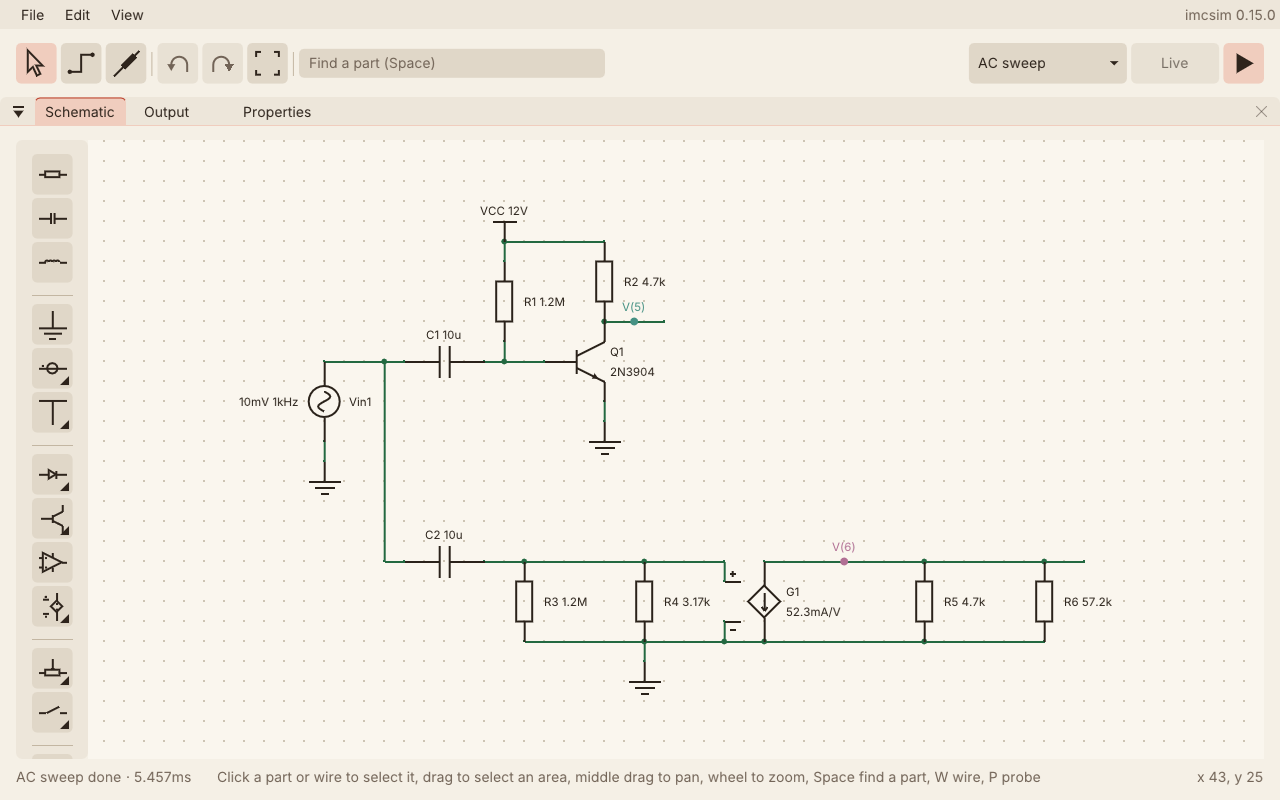 File Edit View imcsim 0.15.0
Find a part (Space) AC sweep Live
Schematic Output Properties
VCC 12V
R2 4.7k
R1 1.2M
V(5)
C1 10u
Q1
2N3904
10mV 1kHz Vin1
C2 10u
V(6)
+
G1
R3 1.2M R4 3.17k R5 4.7k R6 57.2k
52.3mA/V
−
AC sweep done · 5.457ms Click a part or wire to select it, drag to select an area, middle drag to pan, wheel to zoom, Space find a part, W wire, P probe x 43, y 25